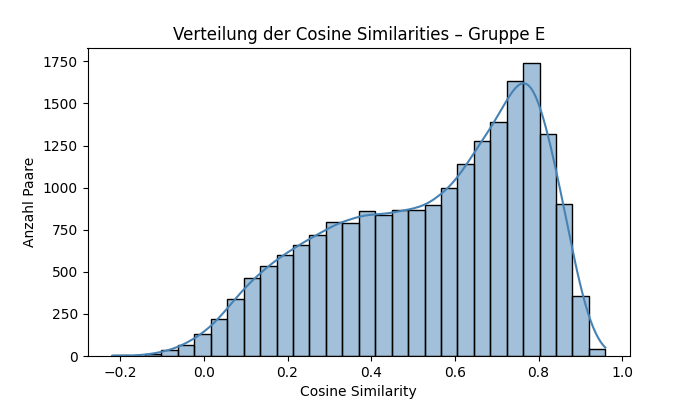 Verteilung der Cosine Similarities – Gruppe E
Anzahl Paare
1750
1500
1250
1000
750
500
250
0
−0.2 0.0 0.2 0.4 0.6 0.8 1.0
Cosine Similarity